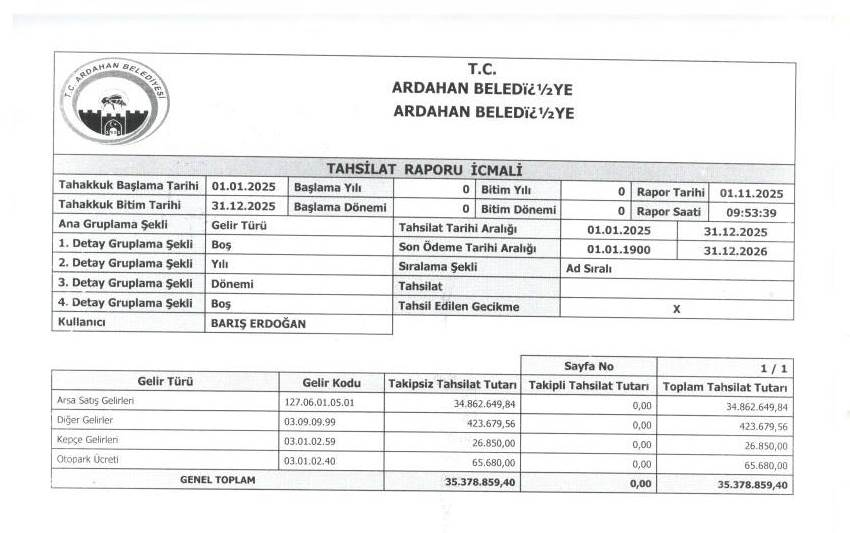 T.C. ARDAHAN BELEDİYESİ
T.C.
ARDAHAN BELEDï¿½YE
ARDAHAN BELEDï¿½YE
TAHSİLAT RAPORU İCMALİ
Tahakkuk Başlama Tarihi 01.01.2025 Başlama Yılı 0 Bitim Yılı 0 Rapor Tarihi 01.11.2025
Tahakkuk Bitim Tarihi 31.12.2025 Başlama Dönemi 0 Bitim Dönemi 0 Rapor Saati 09:53:39
Ana Gruplama Şekli Gelir Türü Tahsilat Tarihi Aralığı 01.01.2025 31.12.2025
1. Detay Gruplama Şekli Boş Son Ödeme Tarihi Aralığı 01.01.1900 31.12.2026
2. Detay Gruplama Şekli Yılı Sıralama Şekli Ad Sıralı
3. Detay Gruplama Şekli Dönemi Tahsilat
4. Detay Gruplama Şekli Boş Tahsil Edilen Gecikme X
Kullanıcı BARIŞ ERDOĞAN
Sayfa No 1 / 1
Gelir Türü Gelir Kodu Takipsiz Tahsilat Tutarı Takipli Tahsilat Tutarı Toplam Tahsilat Tutarı
Arsa Satış Gelirleri 127.06.01.05.01 34.862.649,84 0,00 34.862.649,84
Diğer Gelirler 03.09.09.99 423.679,56 0,00 423.679,56
Kepçe Gelirleri 03.01.02.59 26.850,00 0,00 26.850,00
Otopark Ücreti 03.01.02.40 65.680,00 0,00 65.680,00
GENEL TOPLAM 35.378.859,40 0,00 35.378.859,40